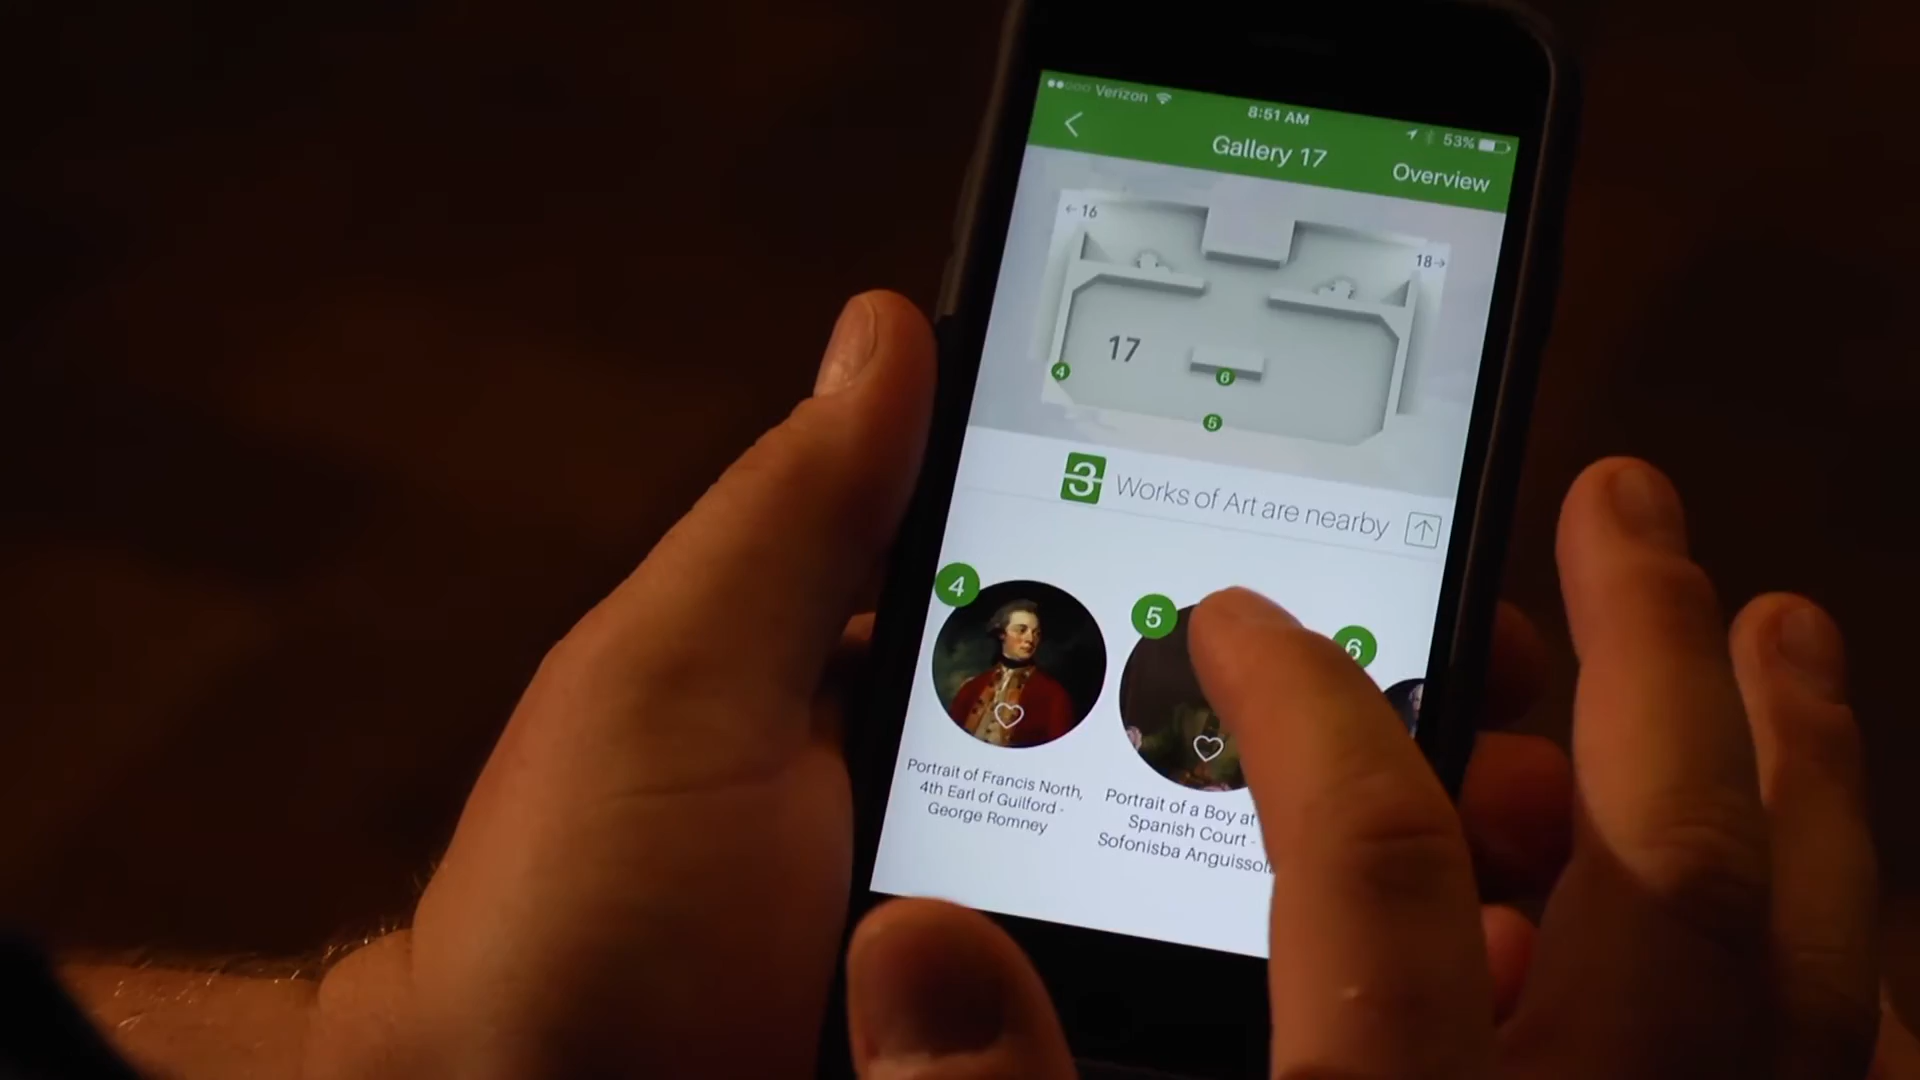 Verizon
8:51 AM
53%
Gallery 17
Overview
←16
18→
17
4
6
5
3 Works of Art are nearby
4
5
6
Portrait of Francis North,
4th Earl of Guilford -
George Romney
Portrait of a Boy at
Spanish Court -
Sofonisba